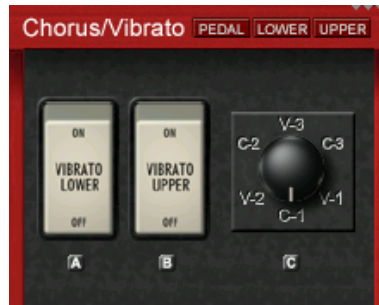 Chorus/Vibrato PEDAL LOWER UPPER
ON ON V-3
C-2 C-3
VIBRATO LOWER VIBRATO UPPER
V-2 V-1
OFF OFF C-1
A B C